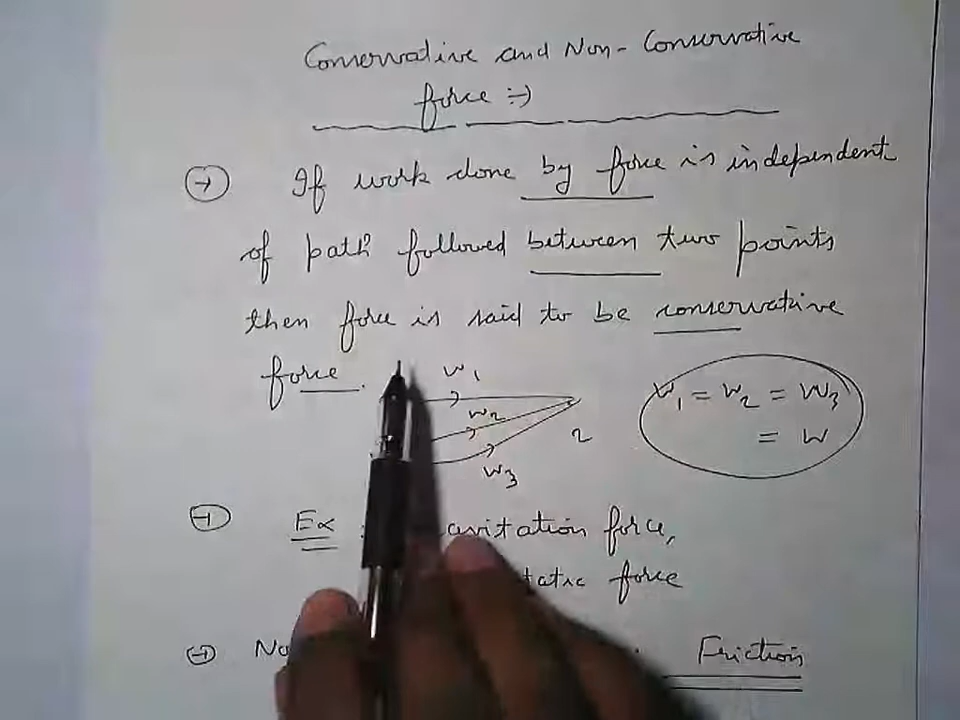 Conservative and Non-Conservative
force :→
→ If work done by force is independent
of path followed between two points
then force is said to be conservative
force.
W1
W2
2
W3
W1 = W2 = W3
= W
→ Ex : avitation force,
tatic force
→ No Friction